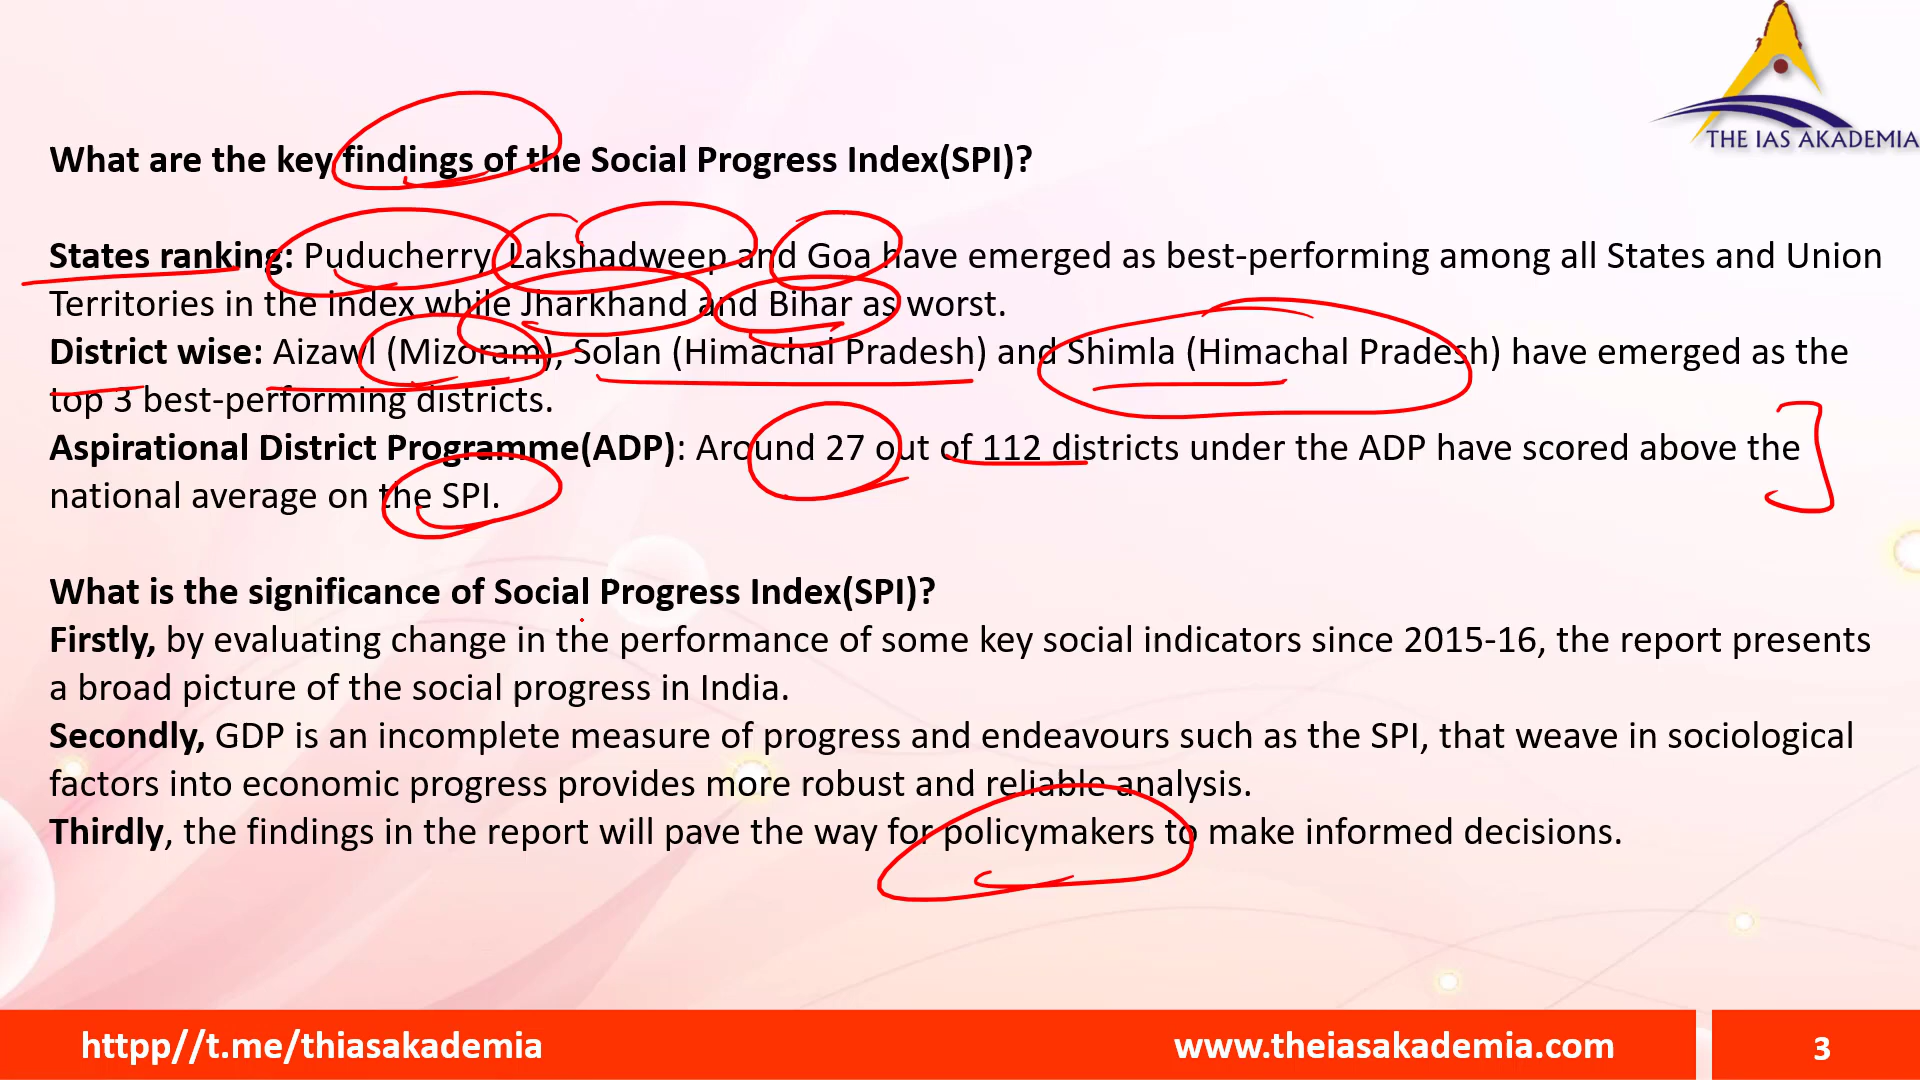 THE IAS AKADEMIA
What are the key findings of the Social Progress Index(SPI)?
States ranking: Puducherry, Lakshadweep and Goa have emerged as best-performing among all States and Union
Territories in the index while Jharkhand and Bihar as worst.
District wise: Aizawl (Mizoram), Solan (Himachal Pradesh) and Shimla (Himachal Pradesh) have emerged as the
top 3 best-performing districts.
Aspirational District Programme(ADP): Around 27 out of 112 districts under the ADP have scored above the
national average on the SPI.
What is the significance of Social Progress Index(SPI)?
Firstly, by evaluating change in the performance of some key social indicators since 2015-16, the report presents
a broad picture of the social progress in India.
Secondly, GDP is an incomplete measure of progress and endeavours such as the SPI, that weave in sociological
factors into economic progress provides more robust and reliable analysis.
Thirdly, the findings in the report will pave the way for policymakers to make informed decisions.
httpp//t.me/thiasakademia
www.theiasakademia.com
3